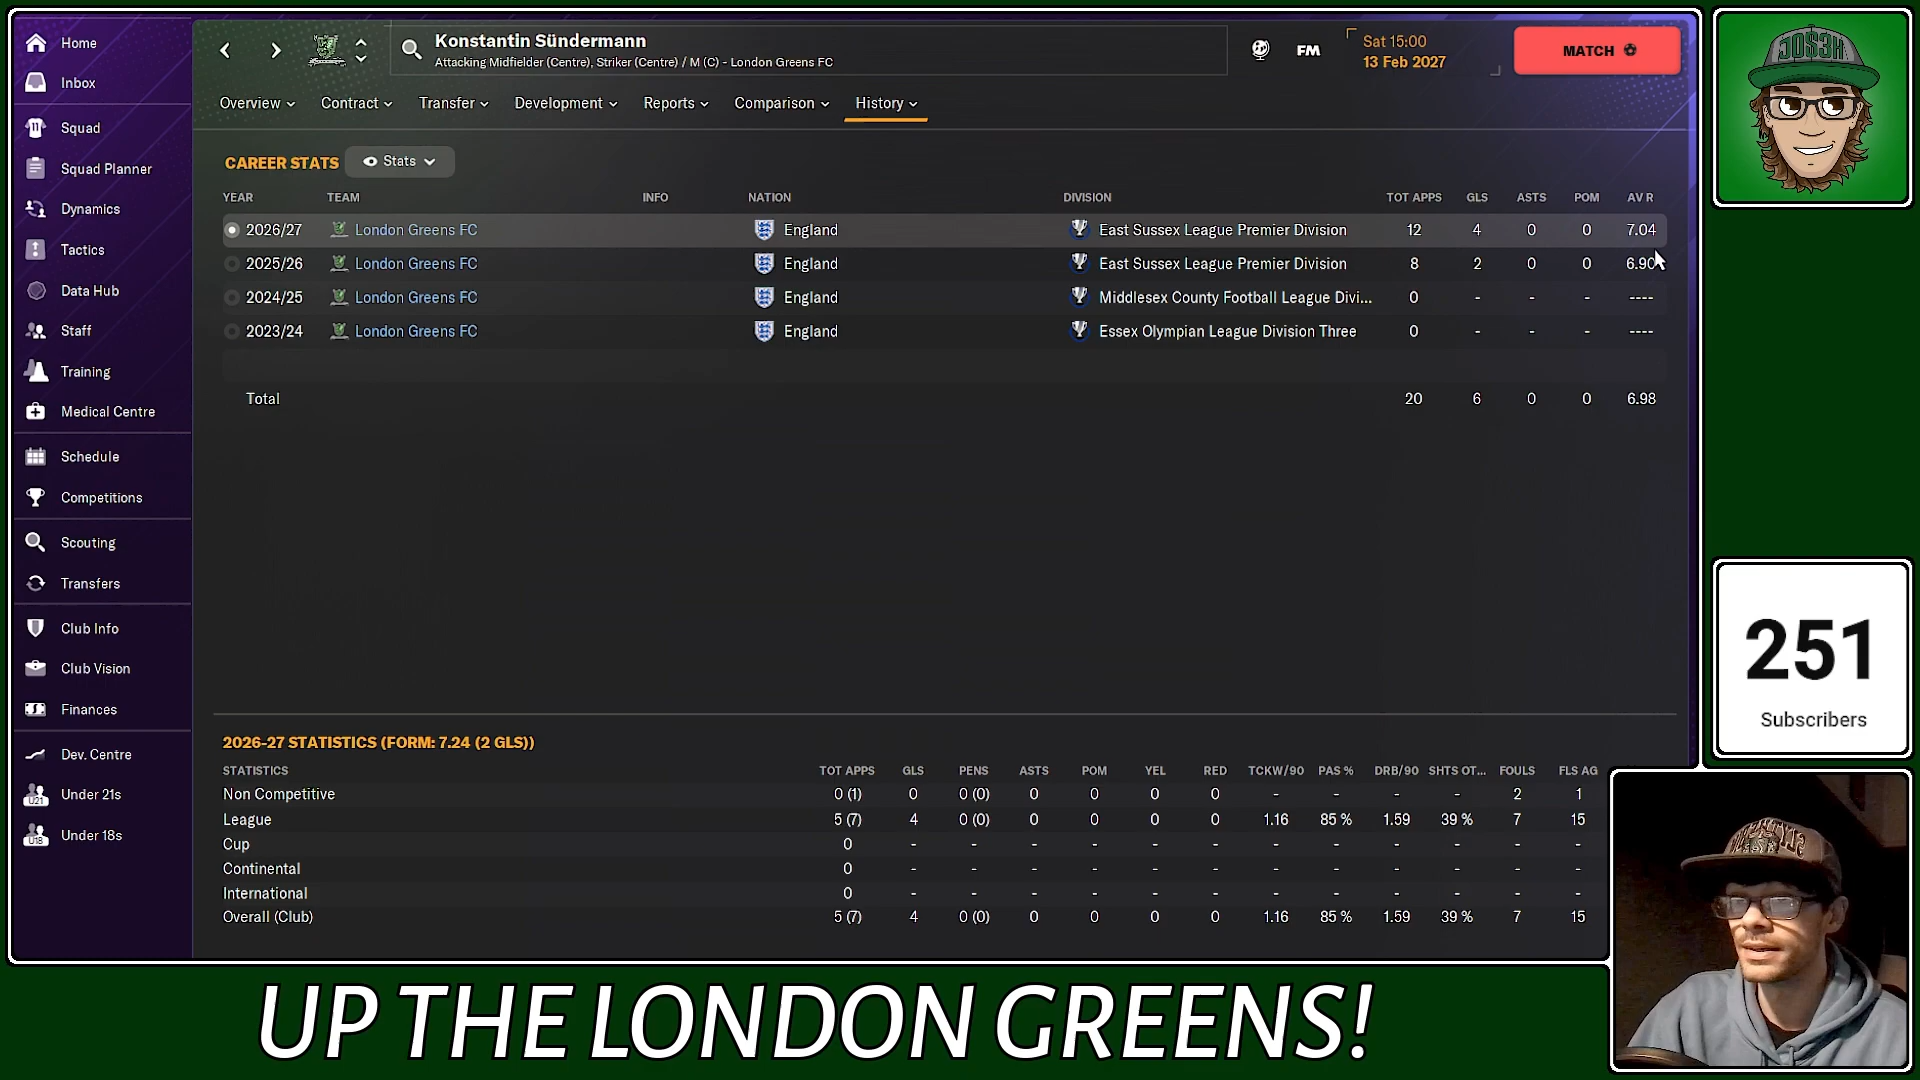 Home
Inbox
Squad
Squad Planner
Dynamics
Tactics
Data Hub
Staff
Training
Medical Centre
Schedule
Competitions
Scouting
Transfers
Club Info
Club Vision
Finances
Dev. Centre
Under 21s
Under 18s
Konstantin Sündermann
Attacking Midfielder (Centre), Striker (Centre) / M (C) - London Greens FC
FM
Sat 15:00
13 Feb 2027
MATCH
Overview Contract Transfer Development Reports Comparison History
CAREER STATS Stats
YEAR TEAM INFO NATION DIVISION TOT APPS GLS ASTS POM AV R
2026/27 London Greens FC England East Sussex League Premier Division 12 4 0 0 7.04
2025/26 London Greens FC England East Sussex League Premier Division 8 2 0 0 6.90
2024/25 London Greens FC England Middlesex County Football League Divi... 0 - - - ----
2023/24 London Greens FC England Essex Olympian League Division Three 0 - - - ----
Total 20 6 0 0 6.98
2026-27 STATISTICS (FORM: 7.24 (2 GLS))
STATISTICS TOT APPS GLS PENS ASTS POM YEL RED TCKW/90 PAS % DRB/90 SHTS OT... FOULS FLS AG
Non Competitive 0 (1) 0 0 (0) 0 0 0 0 - - - - 2 1
League 5 (7) 4 0 (0) 0 0 0 0 1.16 85 % 1.59 39 % 7 15
Cup 0 - - - - - - - - - - - -
Continental 0 - - - - - - - - - - - -
International 0 - - - - - - - - - - - -
Overall (Club) 5 (7) 4 0 (0) 0 0 0 0 1.16 85 % 1.59 39 % 7 15
JOS3H
251
Subscribers
UP THE LONDON GREENS!